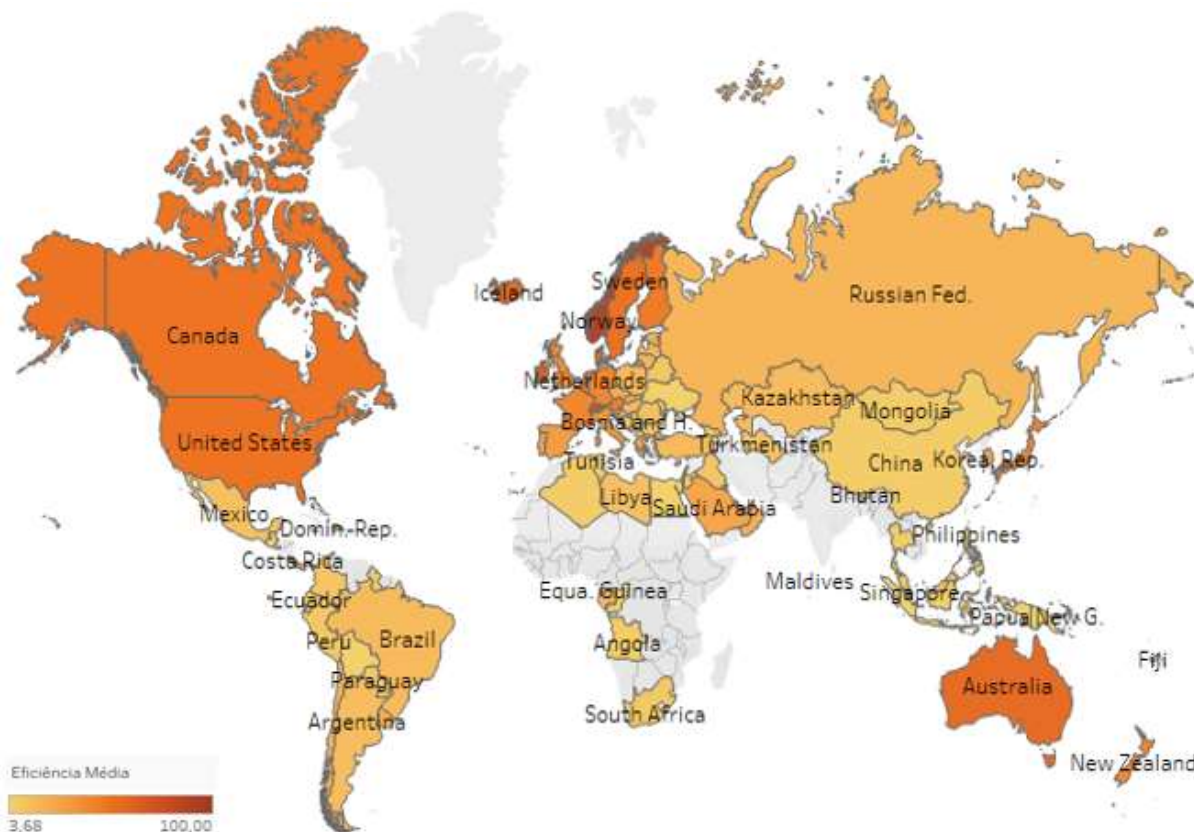 Iceland
Sweden
Norway
Russian Fed.
Canada
Netherlands
Kazakhstan
Mongolia
Bosnia and H.
United States
Turkmenistan
Korea, Rep.
China
Tunisia
Libya
Saudi Arabia
Bhutan
Mexico
Domin.-Rep.
Philippines
Costa Rica
Maldives
Equa. Guinea
Singapore
Ecuador
Papua New G.
Peru
Brazil
Angola
Fiji
Paraguay
Australia
Argentina
South Africa
New Zealand
Eficiência Média
3,68 100,00